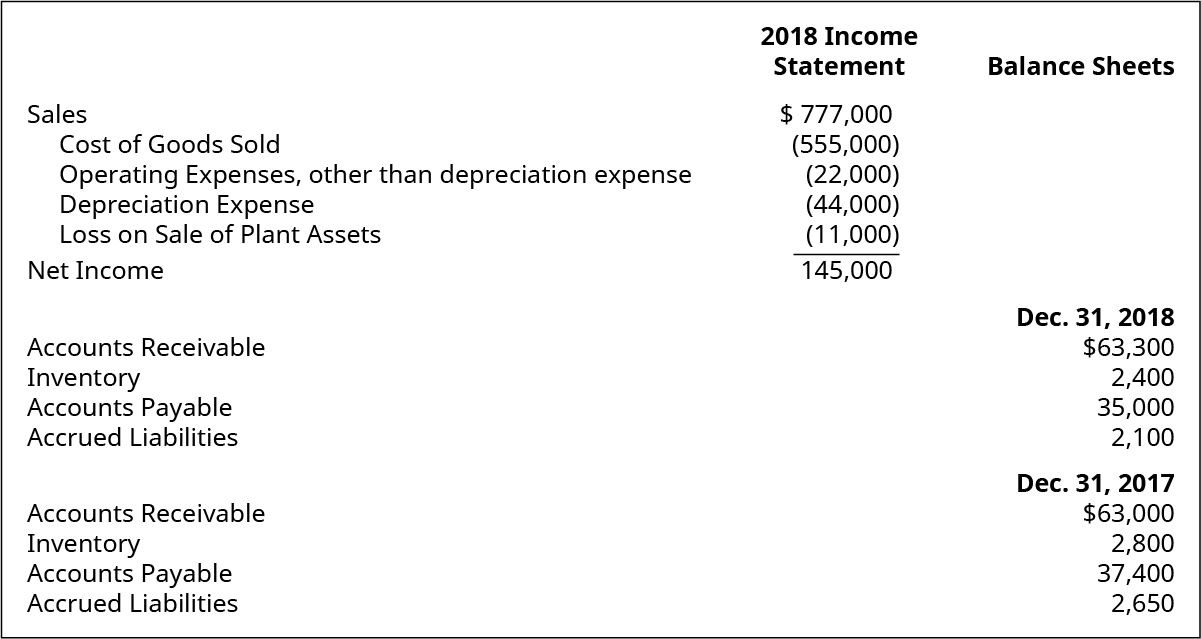 2018 Income
Statement Balance Sheets
Sales $ 777,000
Cost of Goods Sold (555,000)
Operating Expenses, other than depreciation expense (22,000)
Depreciation Expense (44,000)
Loss on Sale of Plant Assets (11,000)
Net Income 145,000
Dec. 31, 2018
Accounts Receivable $63,300
Inventory 2,400
Accounts Payable 35,000
Accrued Liabilities 2,100
Dec. 31, 2017
Accounts Receivable $63,000
Inventory 2,800
Accounts Payable 37,400
Accrued Liabilities 2,650